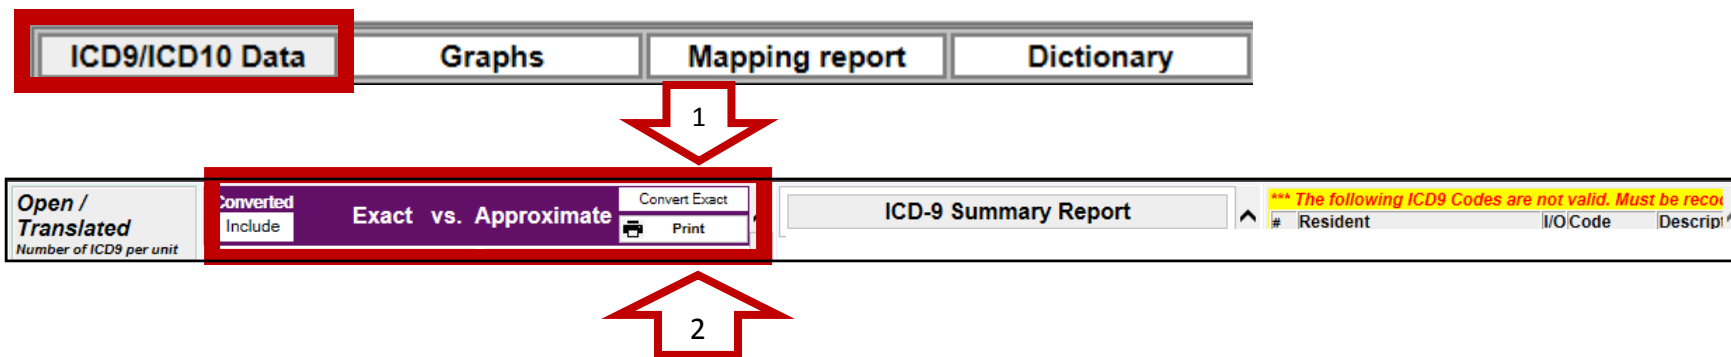 ICD9/ICD10 Data Graphs Mapping report Dictionary
1
Open /
Translated
Number of ICD9 per unit
Converted
Include
Exact vs. Approximate
Convert Exact
Print
ICD-9 Summary Report
*** The following ICD9 Codes are not valid. Must be
# Resident I/O Code
2